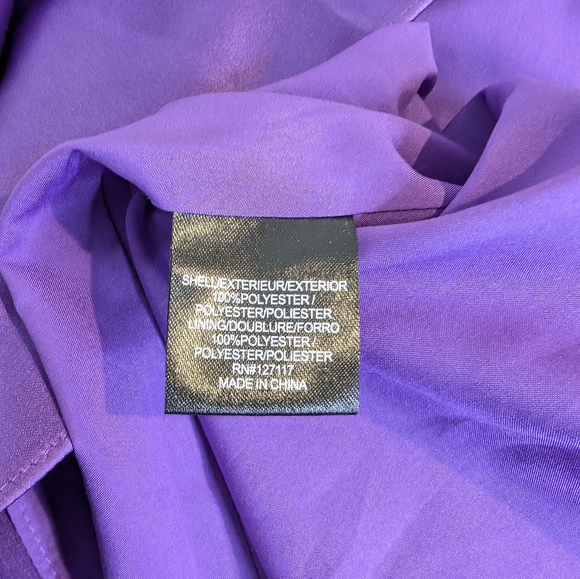 SHELL/EXTERIEUR/EXTERIOR
100%POLYESTER/
POLYESTER/POLIESTER
LINING/DOUBLURE/FORRO
100%POLYESTER/
POLYESTER/POLIESTER
RN#127117
MADE IN CHINA